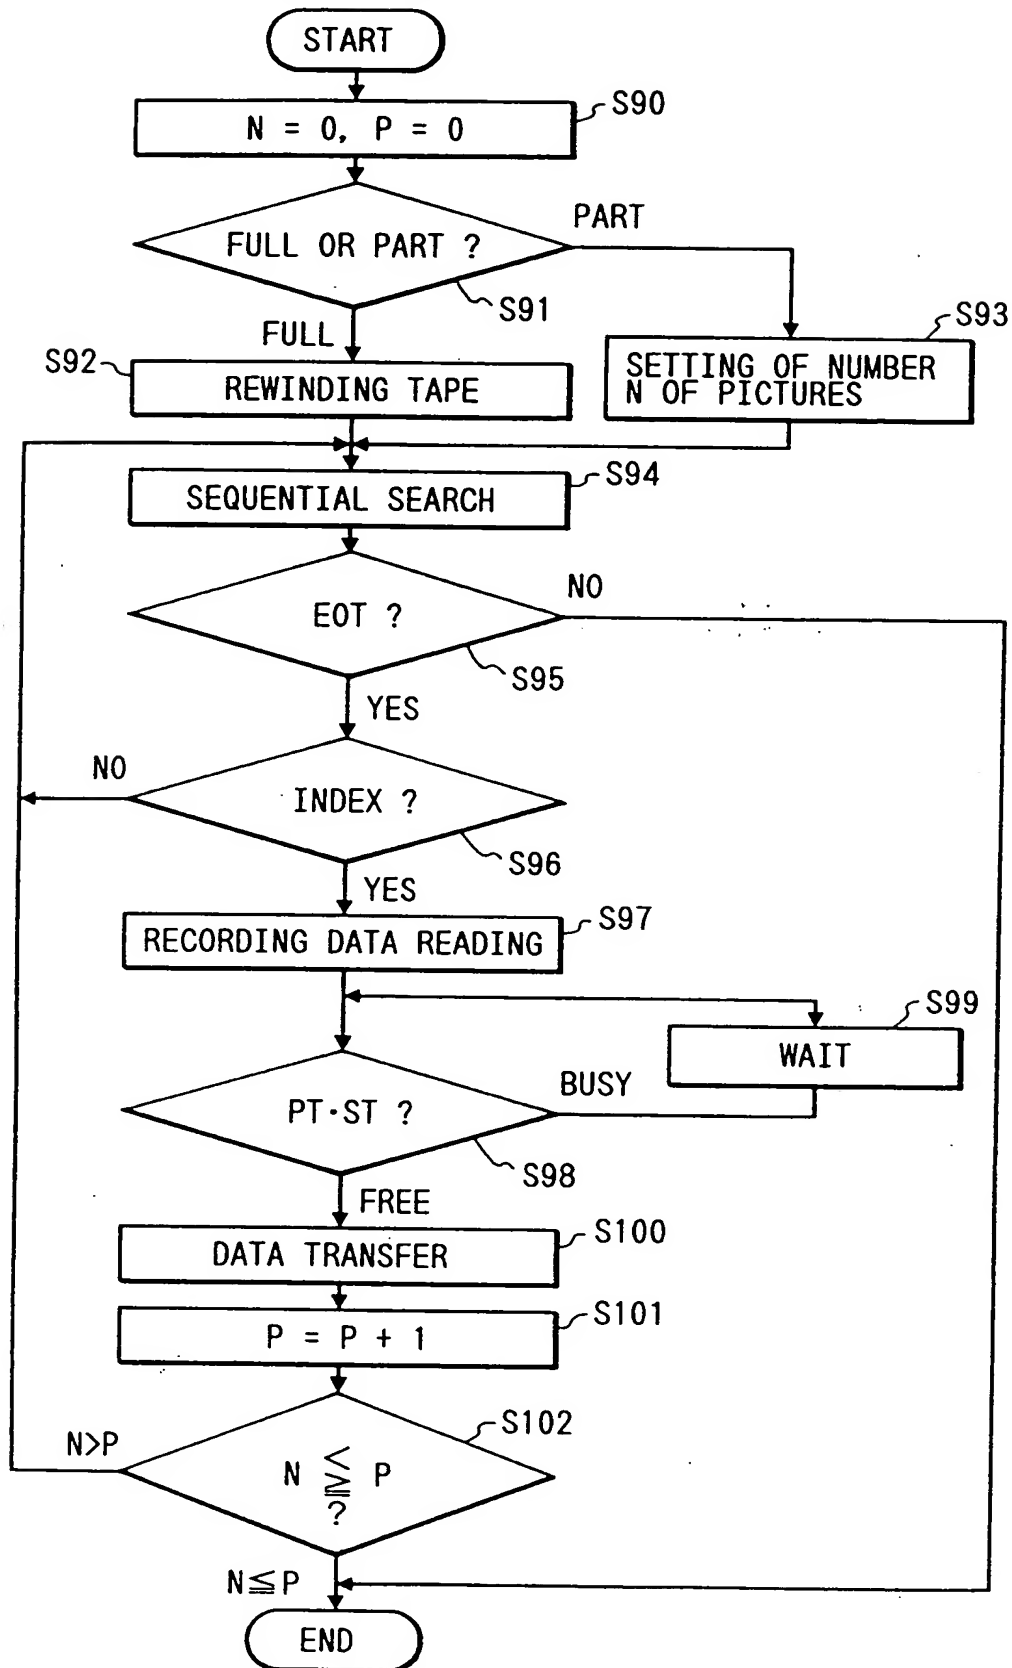 START
S90
N = 0, P = 0
PART
FULL OR PART ?
S91
FULL
S93
S92
REWINDING TAPE
SETTING OF NUMBER
N OF PICTURES
S94
SEQUENTIAL SEARCH
NO
EOT ?
S95
YES
NO
INDEX ?
S96
YES
S97
RECORDING DATA READING
S99
WAIT
BUSY
PT·ST ?
S98
FREE
S100
DATA TRANSFER
S101
P = P + 1
S102
N>P
N ⪋ P
?
N≦P
END